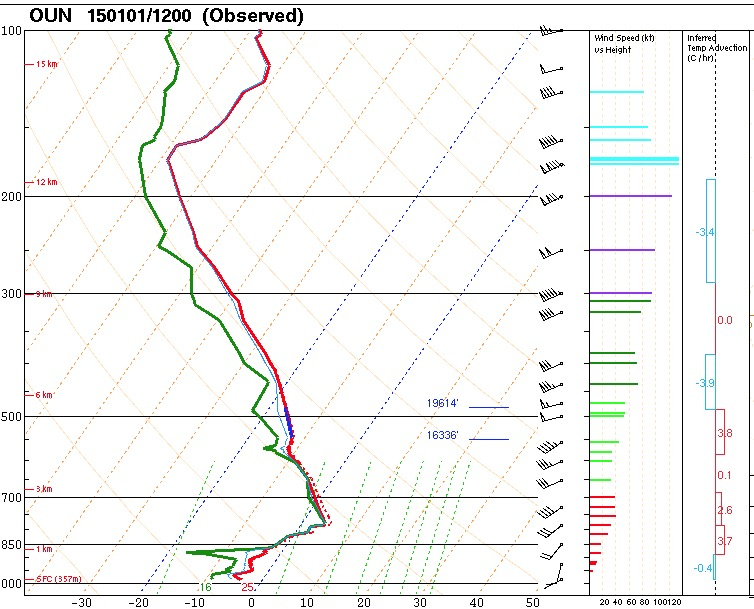 OUN 150101/1200 (Observed)
100
200
300
500
700
850
000
15 km
12 km
9 km
6 km
3 km
1 km
SFC (357m)
19614'
16336'
16
25
-30 -20 -10 0 10 20 30 40 50
Wind Speed (kt)
vs Height
20 40 60 80 100120
Inferred
Temp Advection
(C / hr)
-3.4
0.0
-3.9
3.8
0.1
2.6
3.7
-0.4